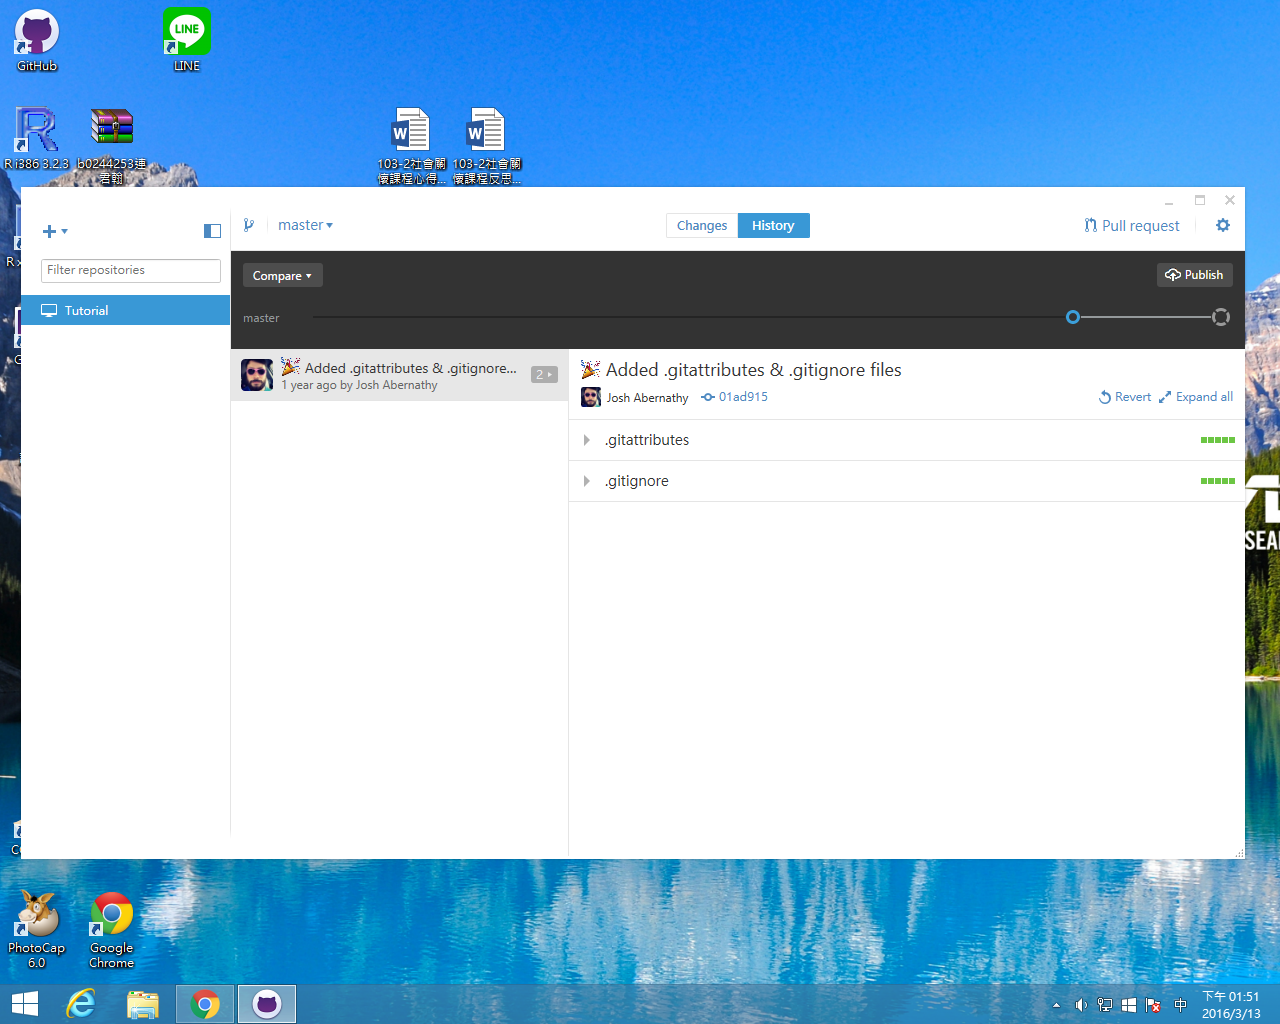 GitHub
LINE
LINE
R i386 3.2.3
b0244253連
君翰
103-2社會關
懷課程心得...
103-2社會關
懷課程反思...
master
Changes
History
Pull request
Filter repositories
Compare
Publish
Tutorial
master
Added .gitattributes & .gitignore...
1 year ago by Josh Abernathy
2
Added .gitattributes & .gitignore files
Josh Abernathy
01ad915
Revert
Expand all
.gitattributes
.gitignore
PhotoCap
6.0
Google
Chrome
中
下午 01:51
2016/3/13